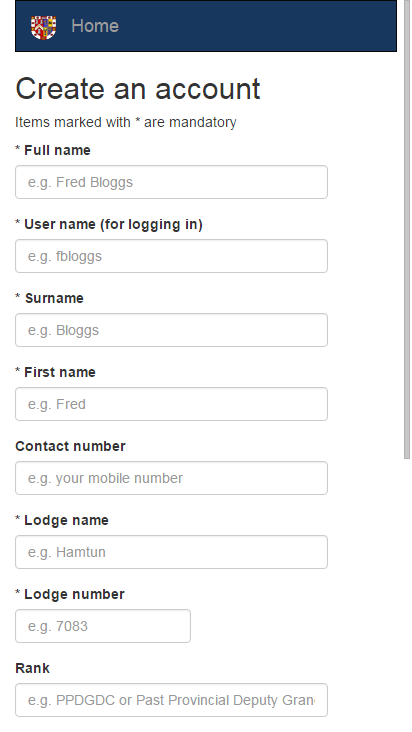 Home
Create an account
Items marked with * are mandatory
* Full name
e.g. Fred Bloggs
* User name (for logging in)
e.g. fbloggs
* Surname
e.g. Bloggs
* First name
e.g. Fred
Contact number
e.g. your mobile number
* Lodge name
e.g. Hamtun
* Lodge number
e.g. 7083
Rank
e.g. PPDGDC or Past Provincial Deputy Gran